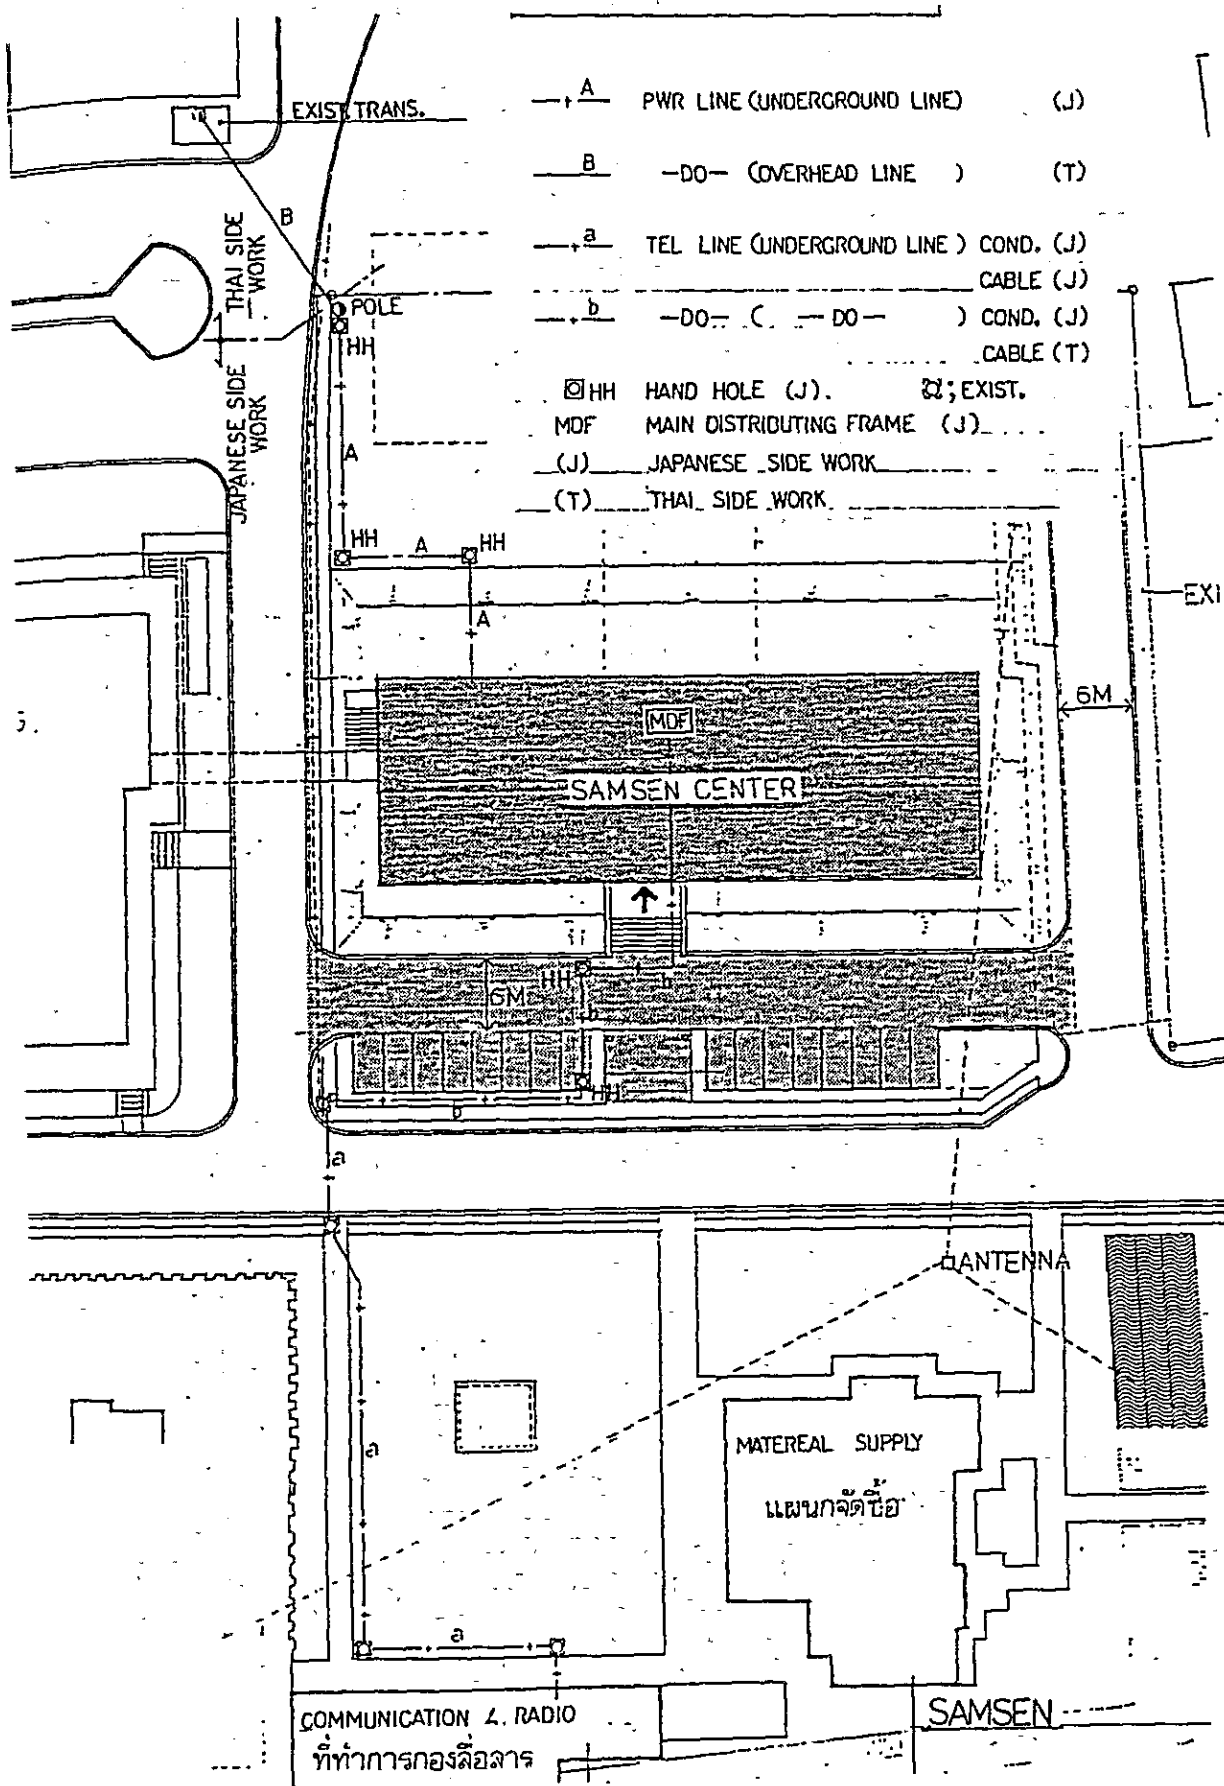 A PWR LINE (UNDERGROUND LINE) (J)
EXIST TRANS.
B -DO- (OVERHEAD LINE ) (T)
B
a TEL LINE (UNDERGROUND LINE) COND. (J)
CABLE (J)
THAI SIDE
WORK
POLE
b -DO- ( -DO- ) COND. (J)
CABLE (T)
HH
HH HAND HOLE (J). ; EXIST.
MDF MAIN DISTRIBUTING FRAME (J)
JAPANESE SIDE
WORK
A
(J) JAPANESE SIDE WORK
(T) THAI SIDE WORK
HH A HH
A
EXI
6M
MDF
SAMSEN CENTER
HH
b
6M
b
HH
b
a
ANTENNA
a
MATEREAL SUPPLY
แผนกจัดซื้อ
a
COMMUNICATION & RADIO
ที่ทำการกองสื่อสาร
SAMSEN